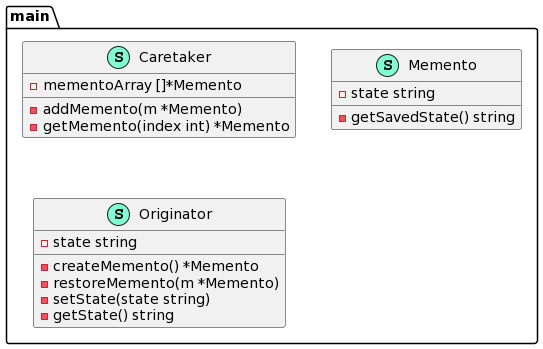 main
S Caretaker
mementoArray []*Memento
addMemento(m *Memento)
getMemento(index int) *Memento
S Memento
state string
getSavedState() string
S Originator
state string
createMemento() *Memento
restoreMemento(m *Memento)
setState(state string)
getState() string